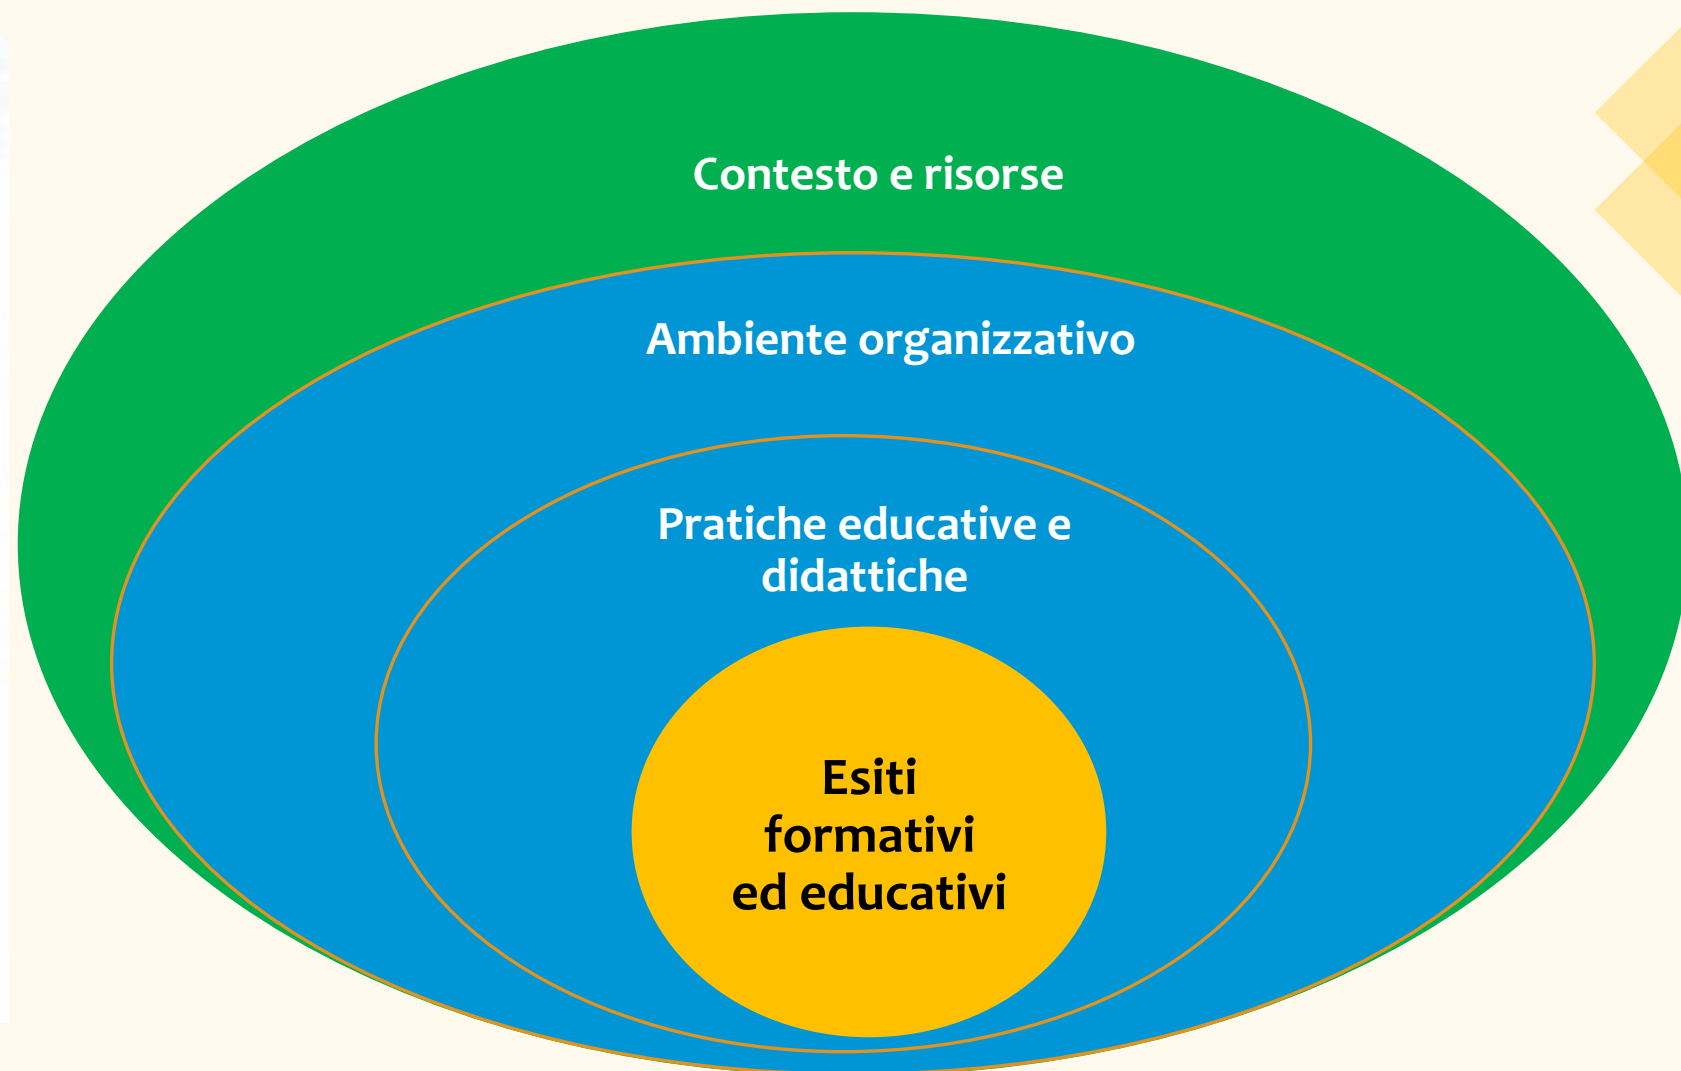 Contesto e risorse
Ambiente organizzativo
Pratiche educative e
didattiche
Esiti
formativi
ed educativi